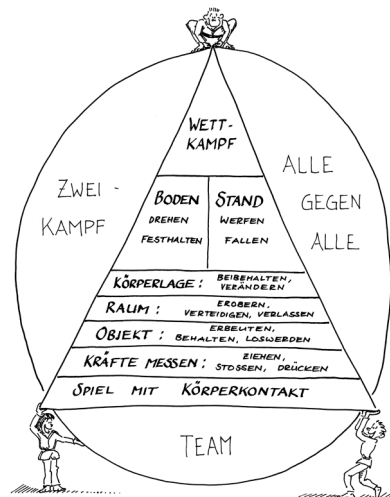 WETT-
KAMPF
ZWEI-
KAMPF
ALLE
GEGEN
ALLE
BODEN
DREHEN
FESTHALTEN
STAND
WERFEN
FALLEN
KÖRPERLAGE: BEIBEHALTEN,
VERÄNDERN
RAUM: EROBERN,
VERTEIDIGEN, VERLASSEN
OBJEKT: ERBEUTEN,
BEHALTEN, LOSWERDEN
KRÄFTE MESSEN: ZIEHEN,
STOSSEN, DRÜCKEN
SPIEL MIT KÖRPERKONTAKT
TEAM